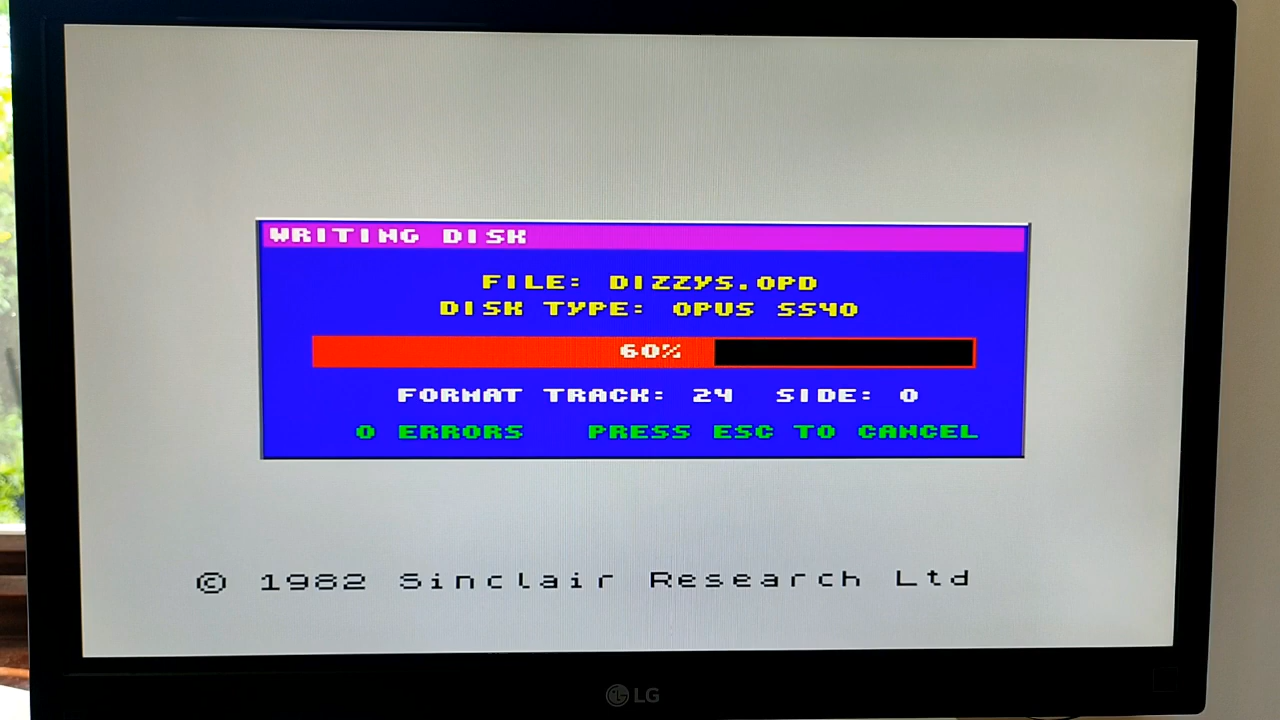 WRITING DISK
FILE: DIZZYS.OPD
DISK TYPE: OPUS SS40
60%
FORMAT TRACK: 24 SIDE: 0
0 ERRORS PRESS ESC TO CANCEL
© 1982 Sinclair Research Ltd
LG